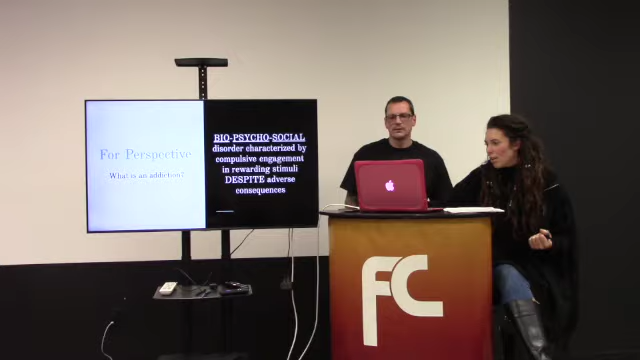 For Perspective
What is an addiction?
BIO-PSYCHO-SOCIAL
disorder characterized by
compulsive engagement
in rewarding stimuli
DESPITE adverse
consequences
FC